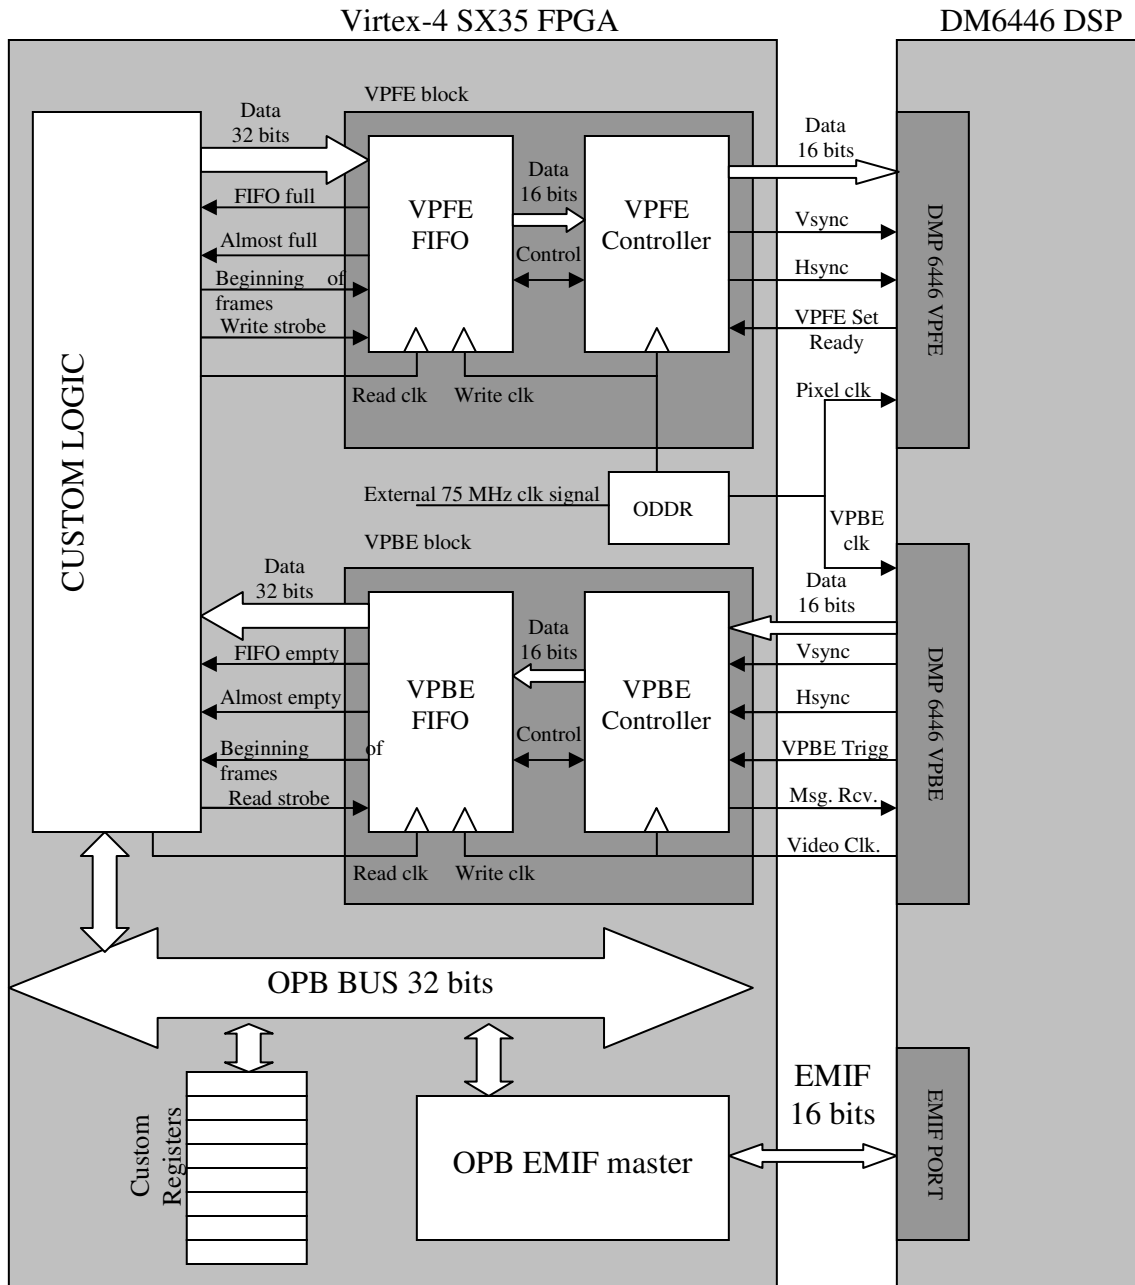 Virtex-4 SX35 FPGA
DM6446 DSP
VPFE block
CUSTOM LOGIC
Data
32 bits
FIFO full
Almost full
Beginning of
frames
Write strobe
VPFE
FIFO
Data
16 bits
Control
VPFE
Controller
Read clk
Write clk
Data
16 bits
Vsync
Hsync
VPFE Set
Ready
Pixel clk
DMP 6446 VPFE
External 75 MHz clk signal
ODDR
VPBE
clk
VPBE block
Data
32 bits
FIFO empty
Almost empty
Beginning of
frames
Read strobe
VPBE
FIFO
Data
16 bits
Control
VPBE
Controller
Read clk
Write clk
Data
16 bits
Vsync
Hsync
VPBE Trigg
Msg. Rcv.
Video Clk.
DMP 6446 VPBE
OPB BUS 32 bits
Custom
Registers
OPB EMIF master
EMIF
16 bits
EMIF PORT